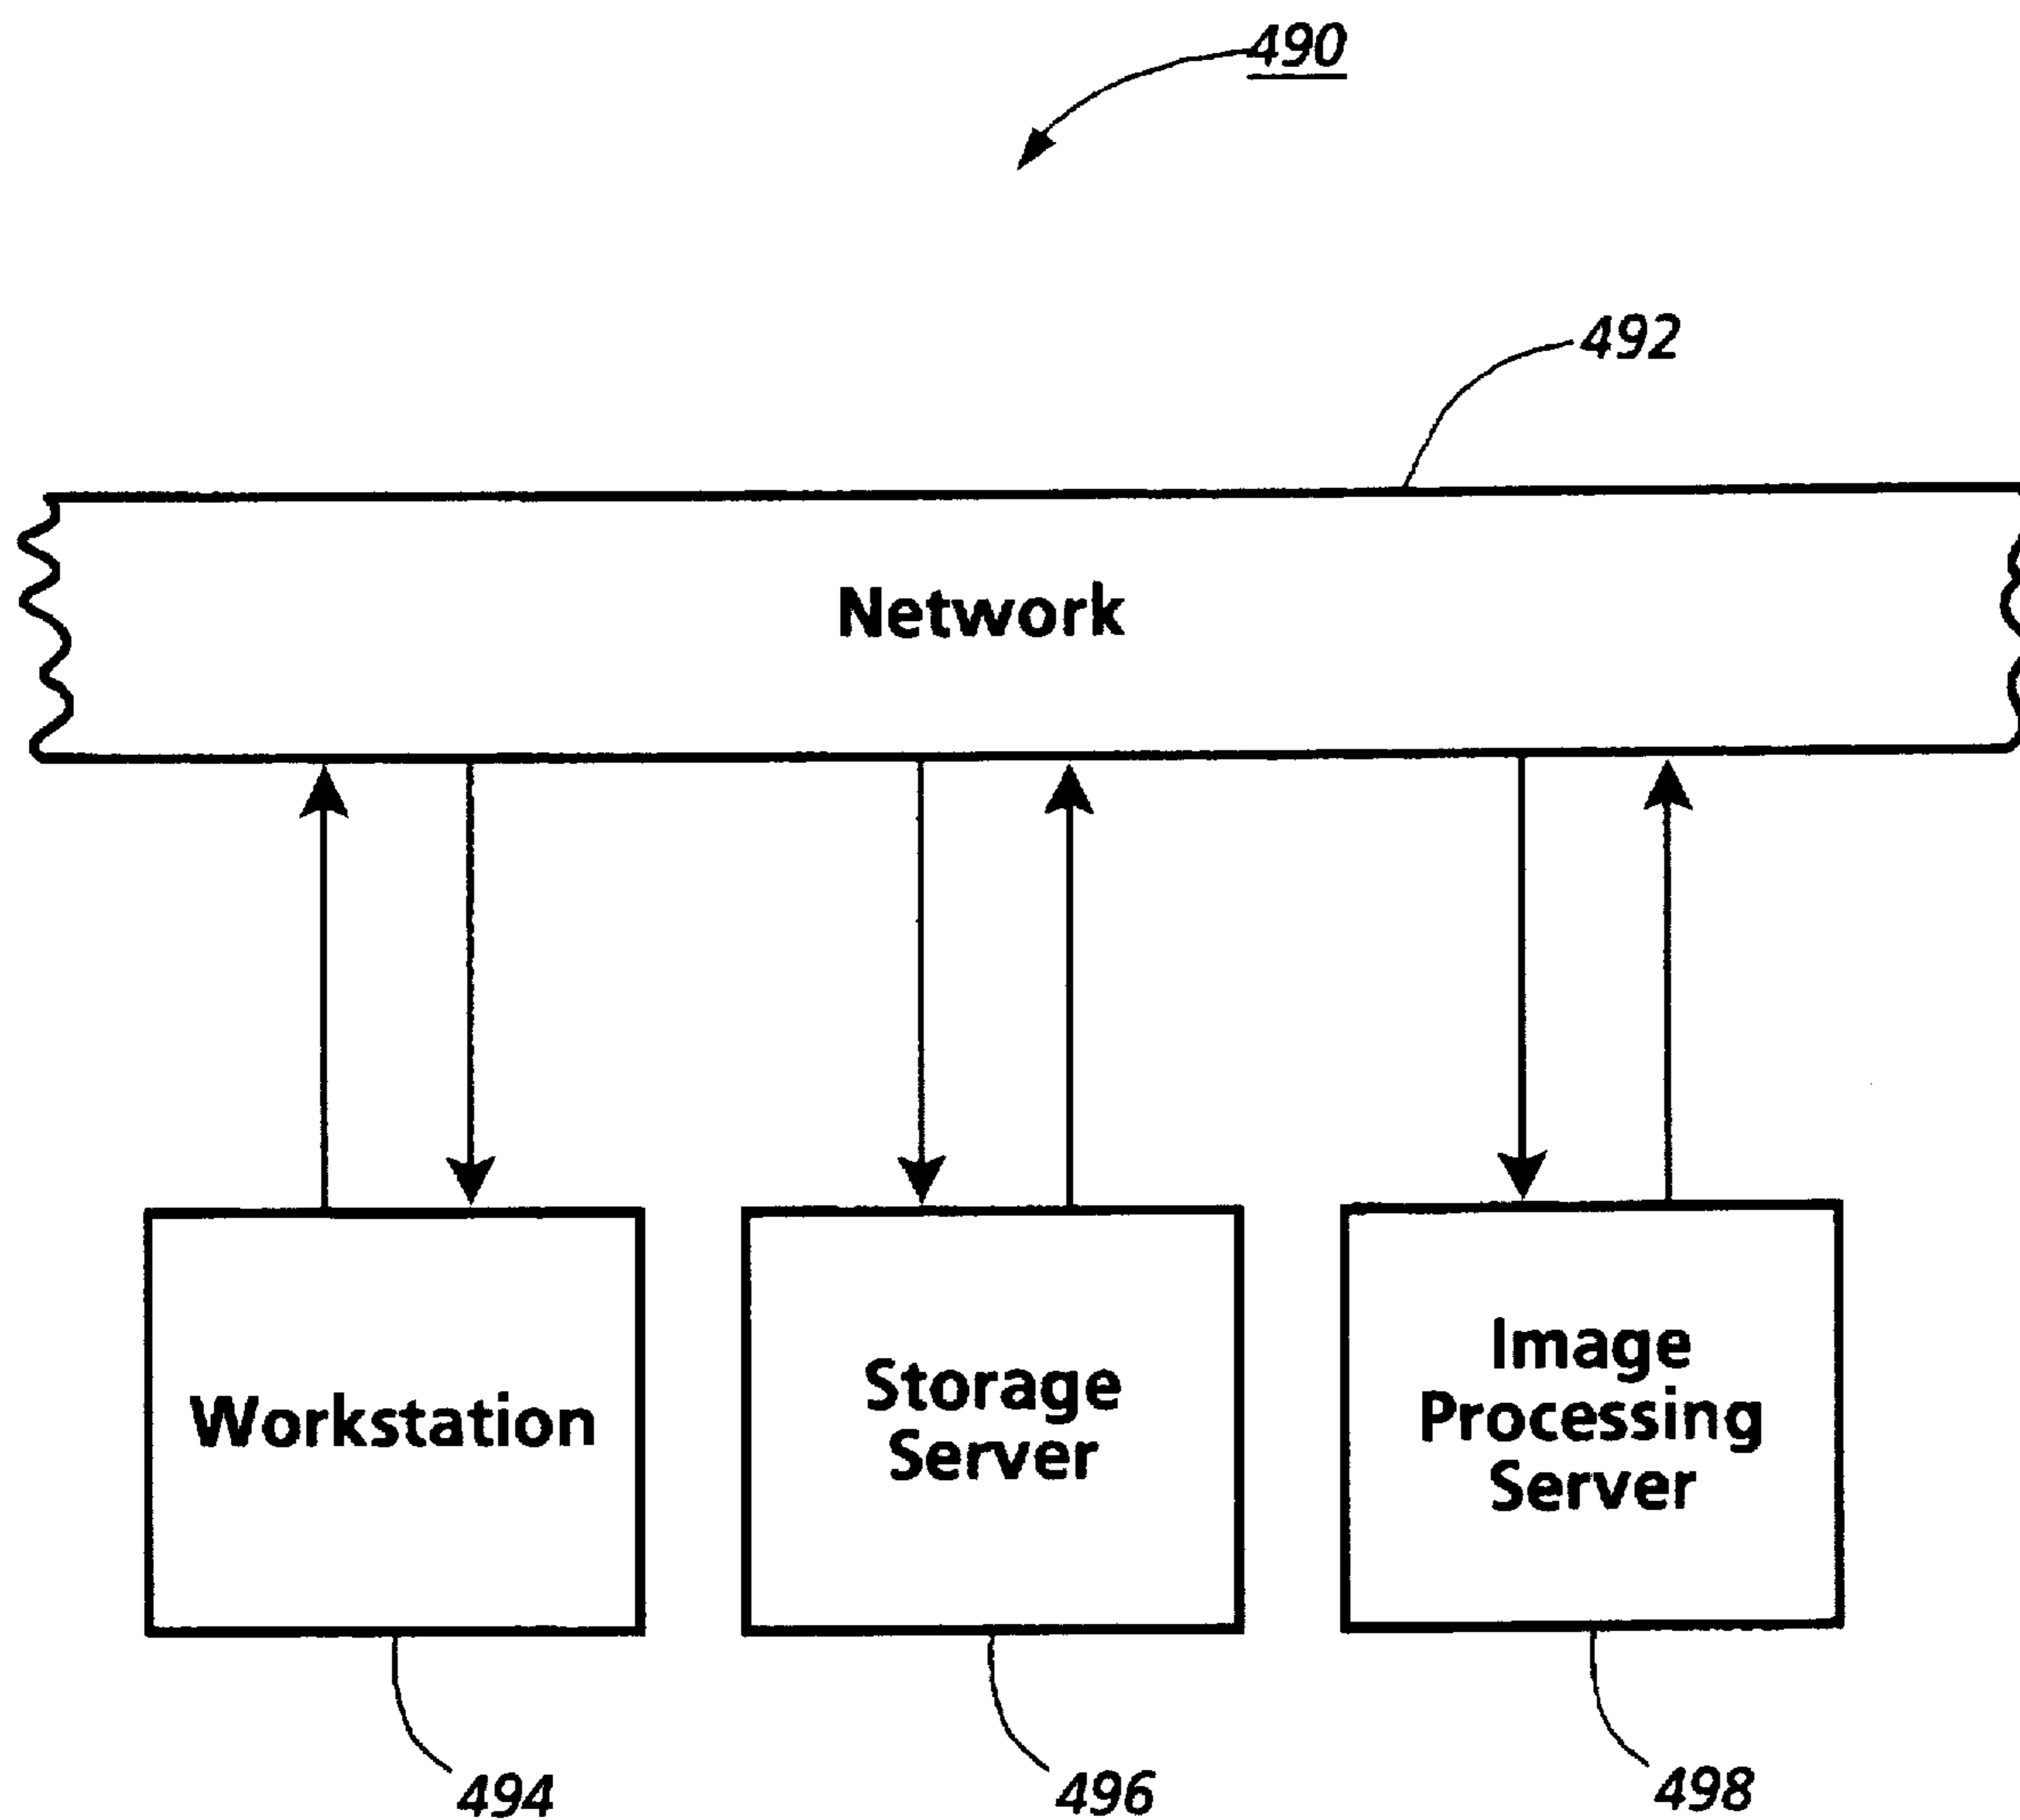 490
492
Network
Workstation
Storage
Server
Image
Processing
Server
494
496
498